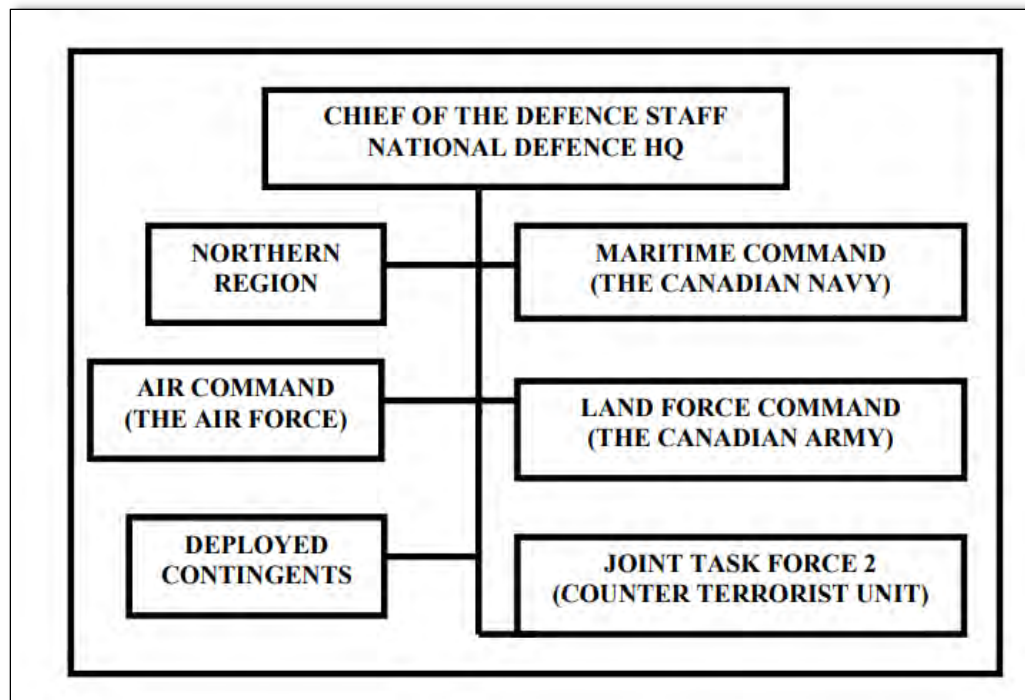 CHIEF OF THE DEFENCE STAFF
NATIONAL DEFENCE HQ
NORTHERN
REGION
MARITIME COMMAND
(THE CANADIAN NAVY)
AIR COMMAND
(THE AIR FORCE)
LAND FORCE COMMAND
(THE CANADIAN ARMY)
DEPLOYED
CONTINGENTS
JOINT TASK FORCE 2
(COUNTER TERRORIST UNIT)